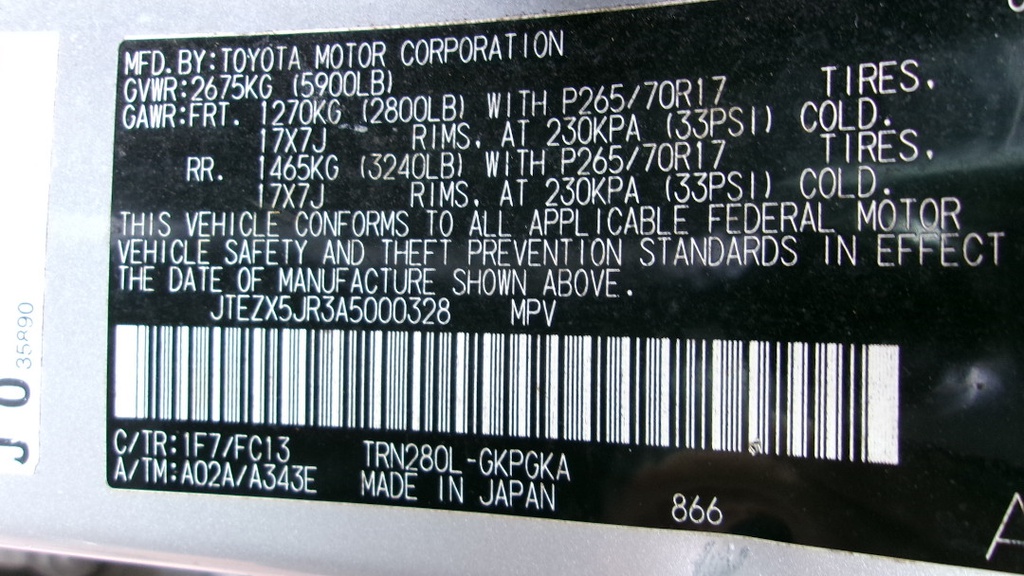 MFD. BY: TOYOTA MOTOR CORPORATION
GVWR: 2675KG (5900LB)
GAWR: FRT. 1270KG (2800LB) WITH P265/70R17 TIRES,
17X7J RIMS, AT 230KPA (33PSI) COLD.
RR. 1465KG (3240LB) WITH P265/70R17 TIRES,
17X7J RIMS, AT 230KPA (33PSI) COLD.
THIS VEHICLE CONFORMS TO ALL APPLICABLE FEDERAL MOTOR
VEHICLE SAFETY AND THEFT PREVENTION STANDARDS IN EFFECT
THE DATE OF MANUFACTURE SHOWN ABOVE.
JTEZX5JR3A5000328 MPV
C/TR: 1F7/FC13 TRN280L-GKPGKA
A/TM: A02A/A343E MADE IN JAPAN
866
35890